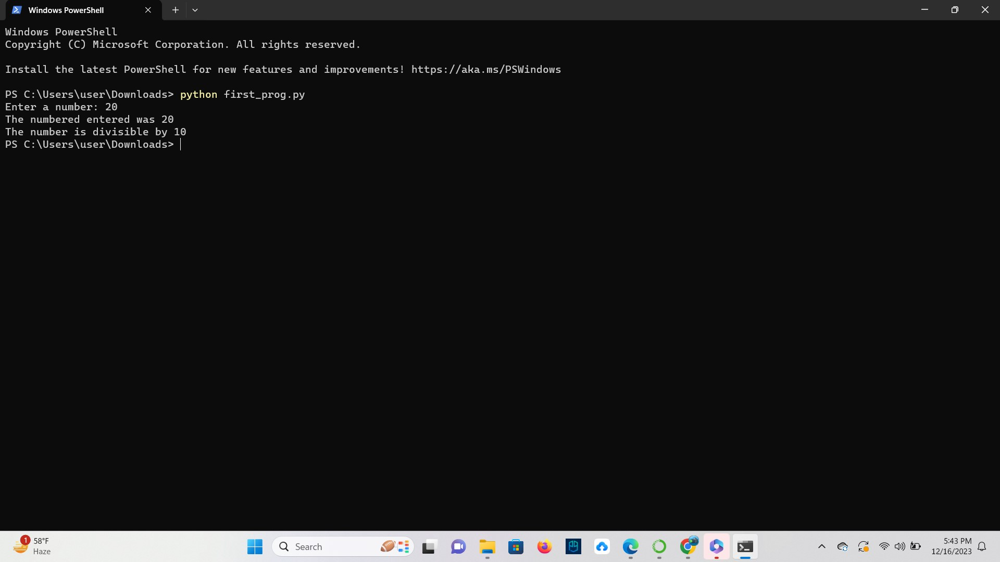 Windows PowerShell
Windows PowerShell
Copyright (C) Microsoft Corporation. All rights reserved.
Install the latest PowerShell for new features and improvements! https://aka.ms/PSWindows
PS C:\Users\user\Downloads> python first_prog.py
Enter a number: 20
The numbered entered was 20
The number is divisible by 10
PS C:\Users\user\Downloads>
1
58°F
Haze
Search
5:43 PM
12/16/2023